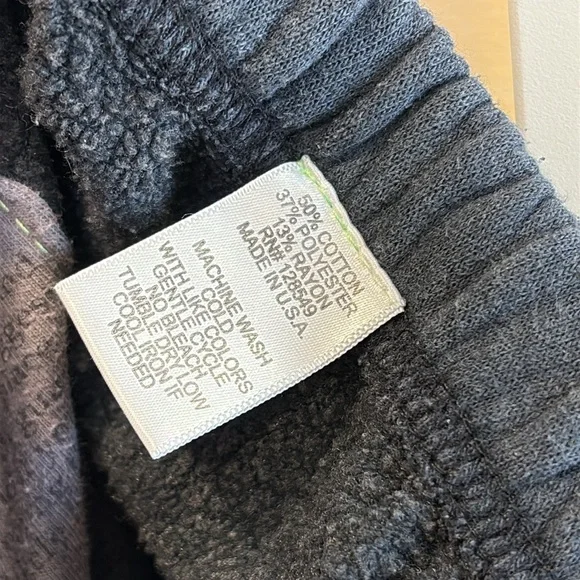 50% COTTON
37% POLYESTER
13% RAYON
RN# 128549
MADE IN U.S.A.
MACHINE WASH
COLD
WITH LIKE COLORS
GENTLE CYCLE
NO BLEACH
TUMBLE DRY LOW
COOL IRON IF
NEEDED